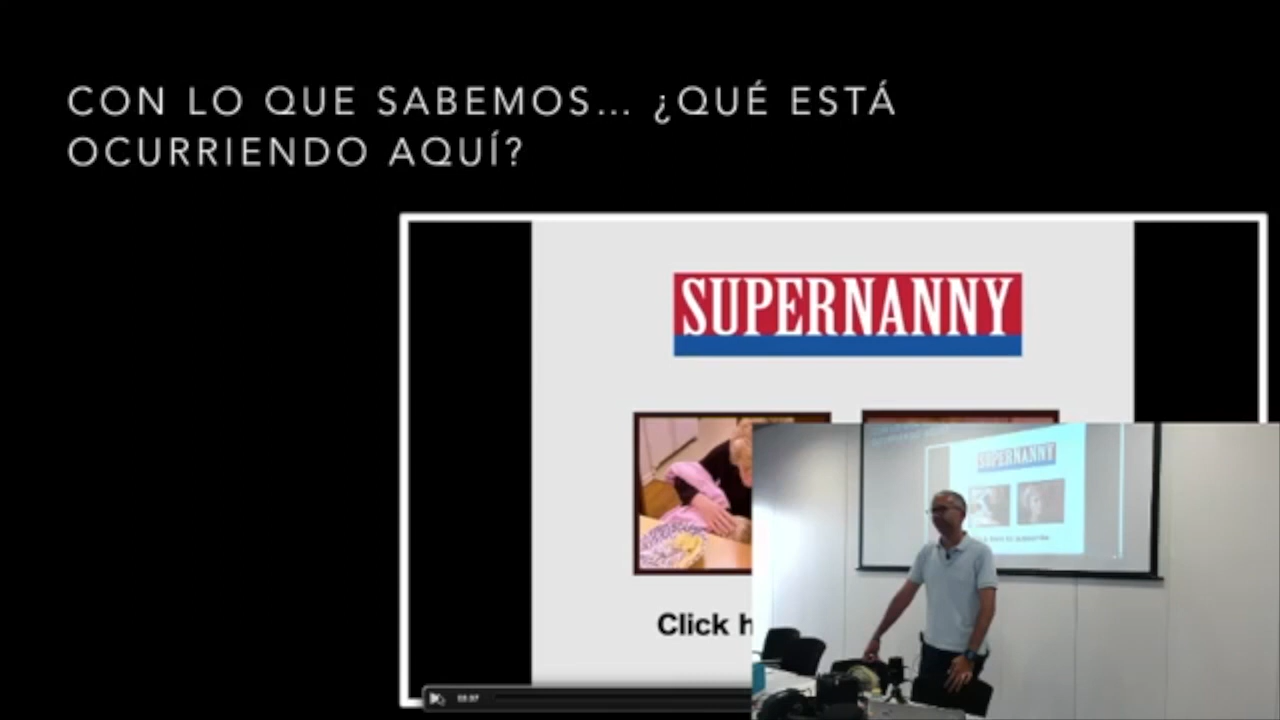 CON LO QUE SABEMOS… ¿QUÉ ESTÁ
OCURRIENDO AQUÍ?
SUPERNANNY
SUPERNANNY
Click h